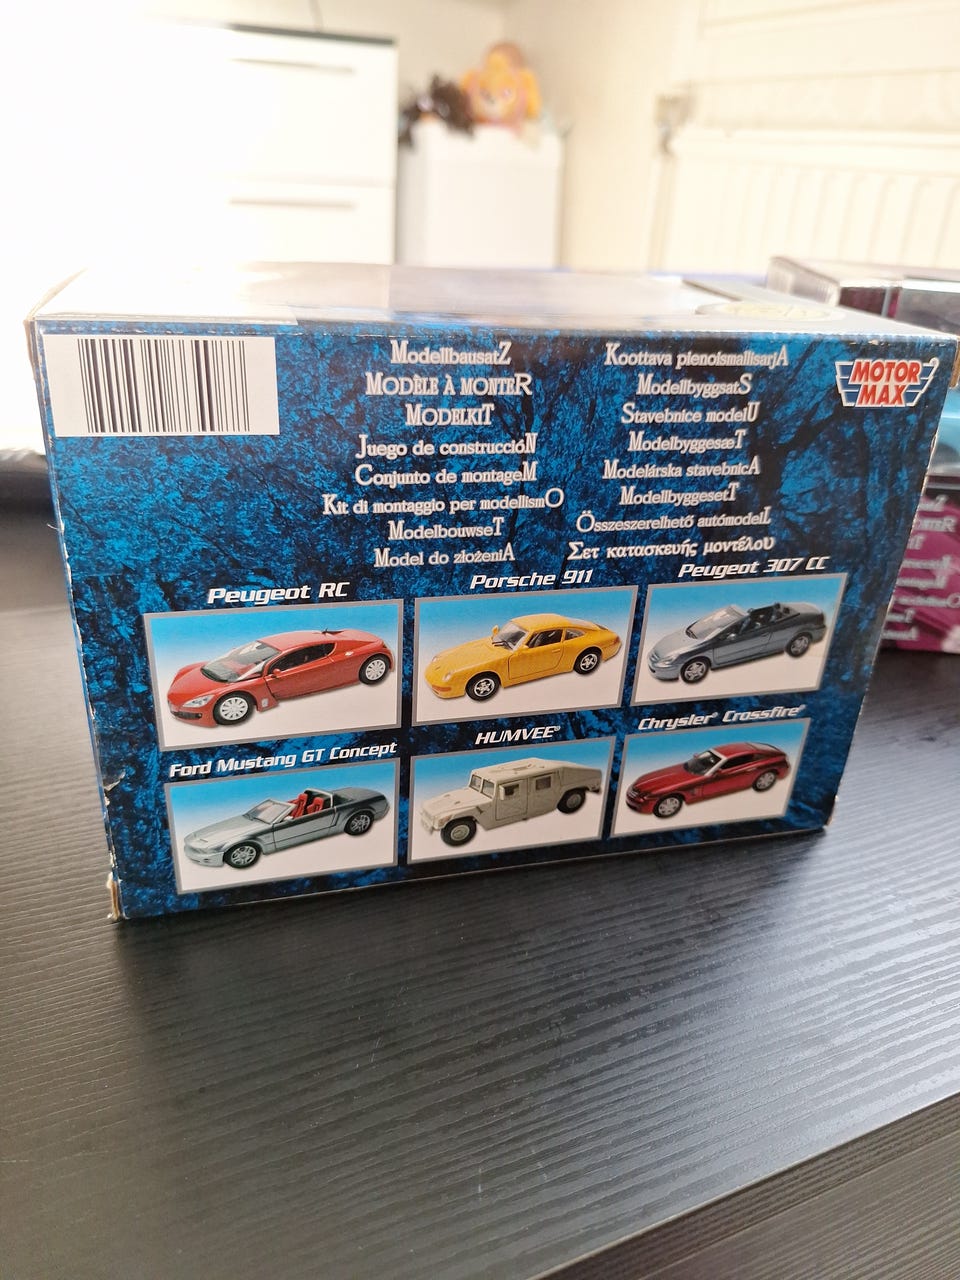 ModellbausatZ
MODÈLE À MONTER
MODELKIT
Juego de construccióN
Conjunto de montageM
Kit di montaggio per modellismO
ModelbouwseT
Model do złożeniA
Koottava pienoismallisarjA
ModellbyggsatS
Stavebnice modelU
ModelbyggesæT
Modelárska stavebnicA
ModellbyggesetT
Összeszerelhető autómodelL
Σετ κατασκευής μοντέλου
MOTOR
MAX
Peugeot RC
Porsche 911
Peugeot 307 CC
Ford Mustang GT Concept
HUMVEE®
Chrysler® Crossfire®